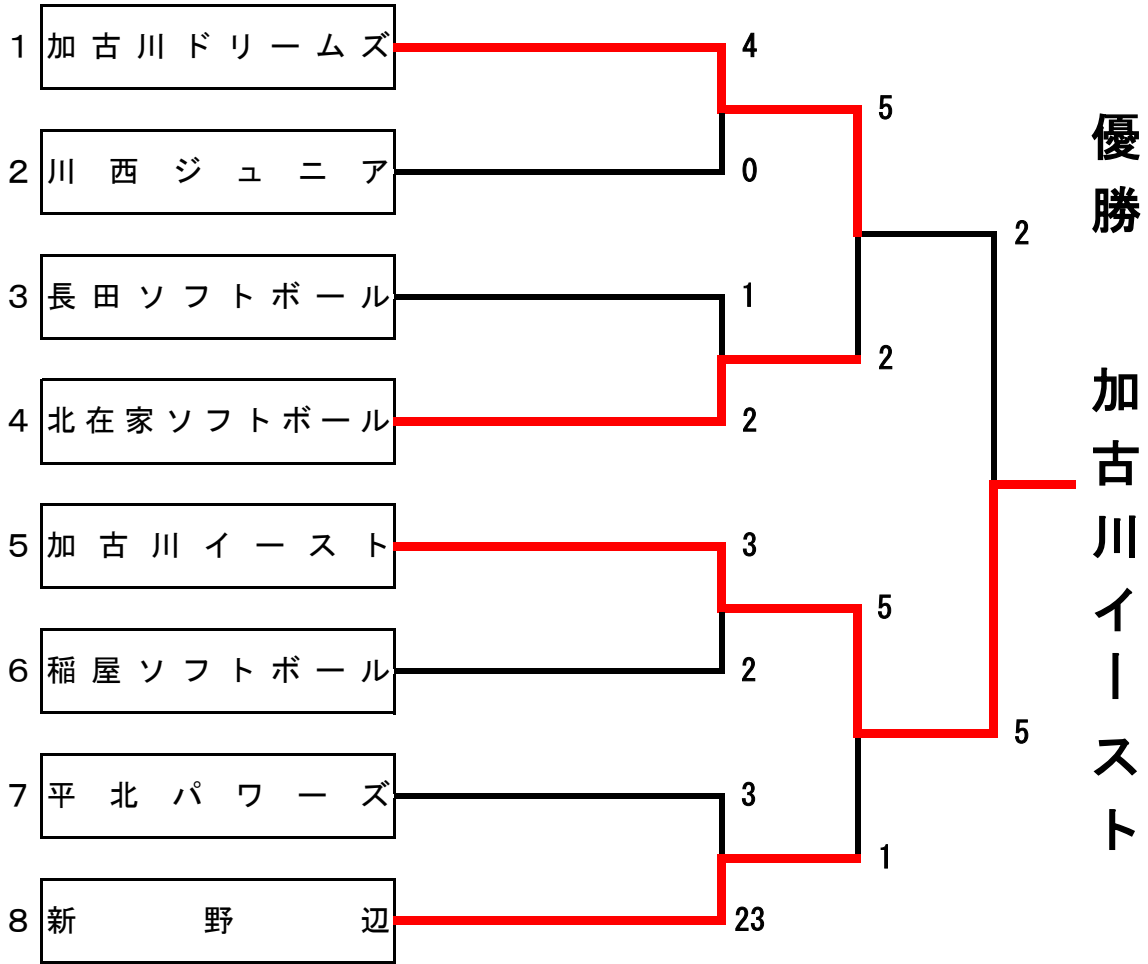 1 加古川ドリームズ 4
5
2 川西ジュニア 0
2
3 長田ソフトボール 1
2
4 北在家ソフトボール 2
5 加古川イースト 3
5
6 稲屋ソフトボール 2
5
7 平北パワーズ 3
1
8 新野辺 23
優勝 加古川イースト